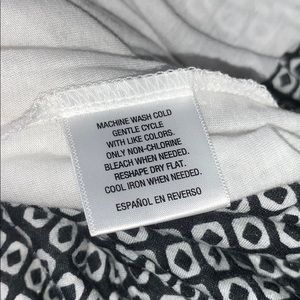 MACHINE WASH COLD
GENTLE CYCLE
WITH LIKE COLORS.
ONLY NON-CHLORINE
BLEACH WHEN NEEDED.
RESHAPE DRY FLAT.
COOL IRON WHEN NEEDED.
ESPAÑOL EN REVERSO